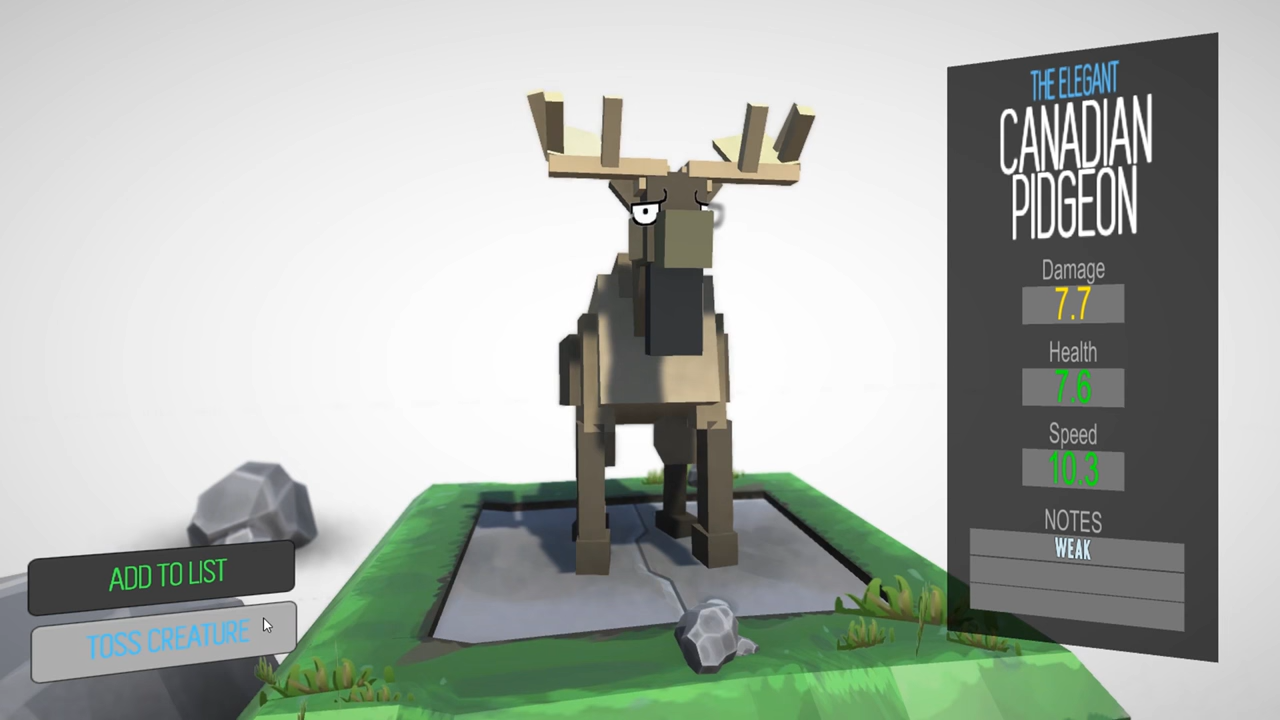 THE ELEGANT
CANADIAN
PIDGEON
Damage
7.7
Health
7.6
Speed
10.3
NOTES
WEAK
ADD TO LIST
TOSS CREATURE